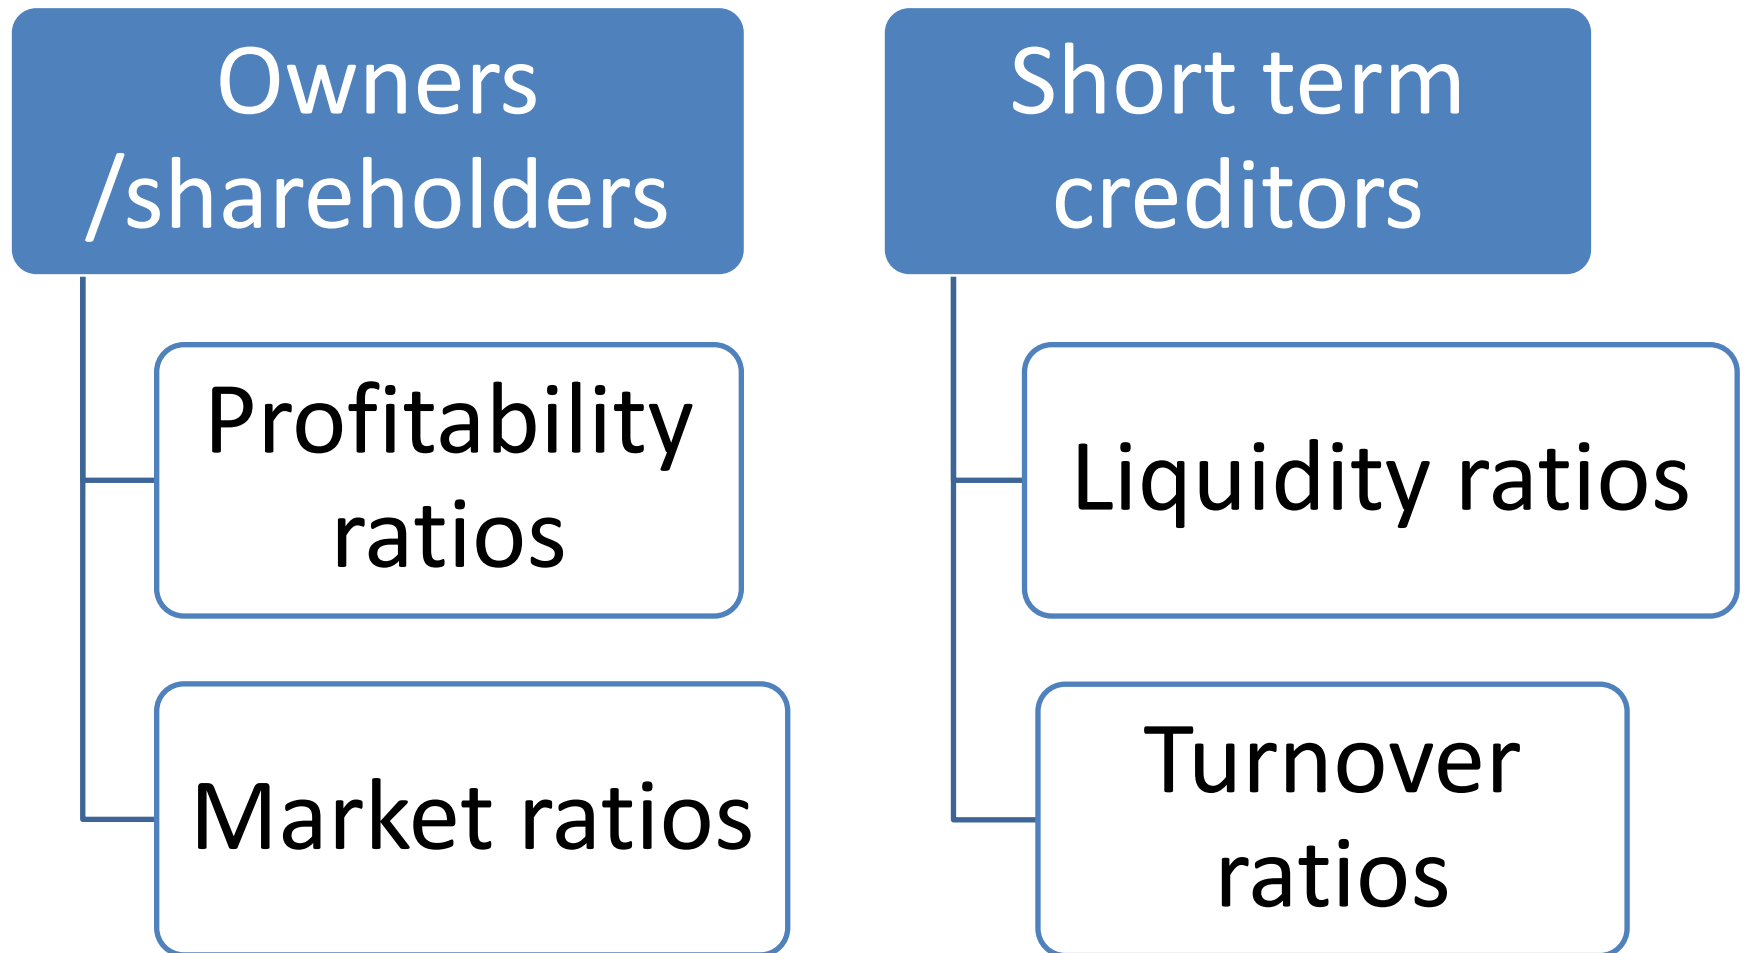 Owners
/shareholders
Profitability
ratios
Market ratios
Short term
creditors
Liquidity ratios
Turnover
ratios